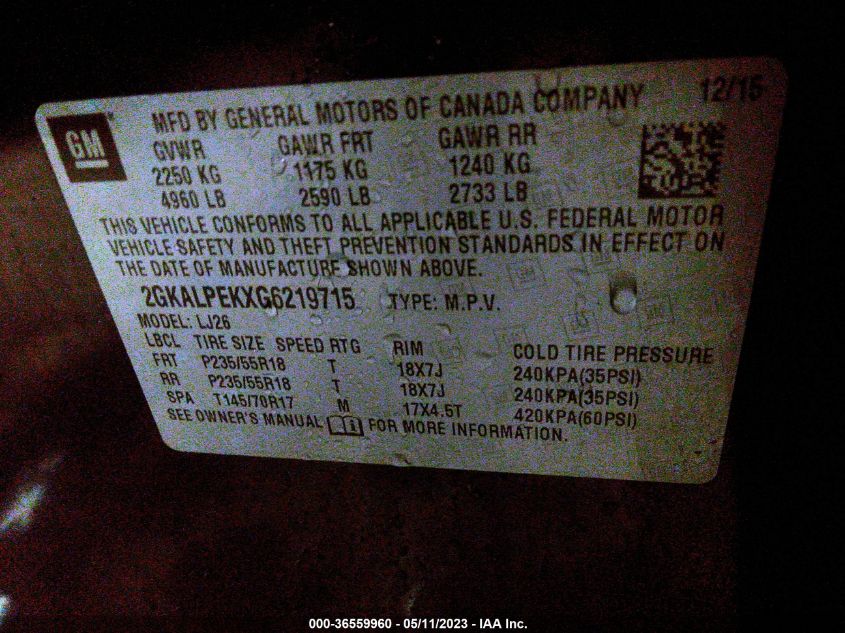 12/15
GM
MFD BY GENERAL MOTORS OF CANADA COMPANY
GVWR GAWR FRT GAWR RR
2250 KG 1175 KG 1240 KG
4960 LB 2590 LB 2733 LB
THIS VEHICLE CONFORMS TO ALL APPLICABLE U.S. FEDERAL MOTOR
VEHICLE SAFETY AND THEFT PREVENTION STANDARDS IN EFFECT ON
THE DATE OF MANUFACTURE SHOWN ABOVE.
2GKALPEKXG6219715 TYPE: M.P.V.
MODEL: LJ26
LBCL TIRE SIZE SPEED RTG RIM COLD TIRE PRESSURE
FRT P235/55R18 T 18X7J 240KPA(35PSI)
RR P235/55R18 T 18X7J 240KPA(35PSI)
SPA T145/70R17 M 17X4.5T 420KPA(60PSI)
SEE OWNER'S MANUAL FOR MORE INFORMATION.
000-36559960 - 05/11/2023 - IAA Inc.